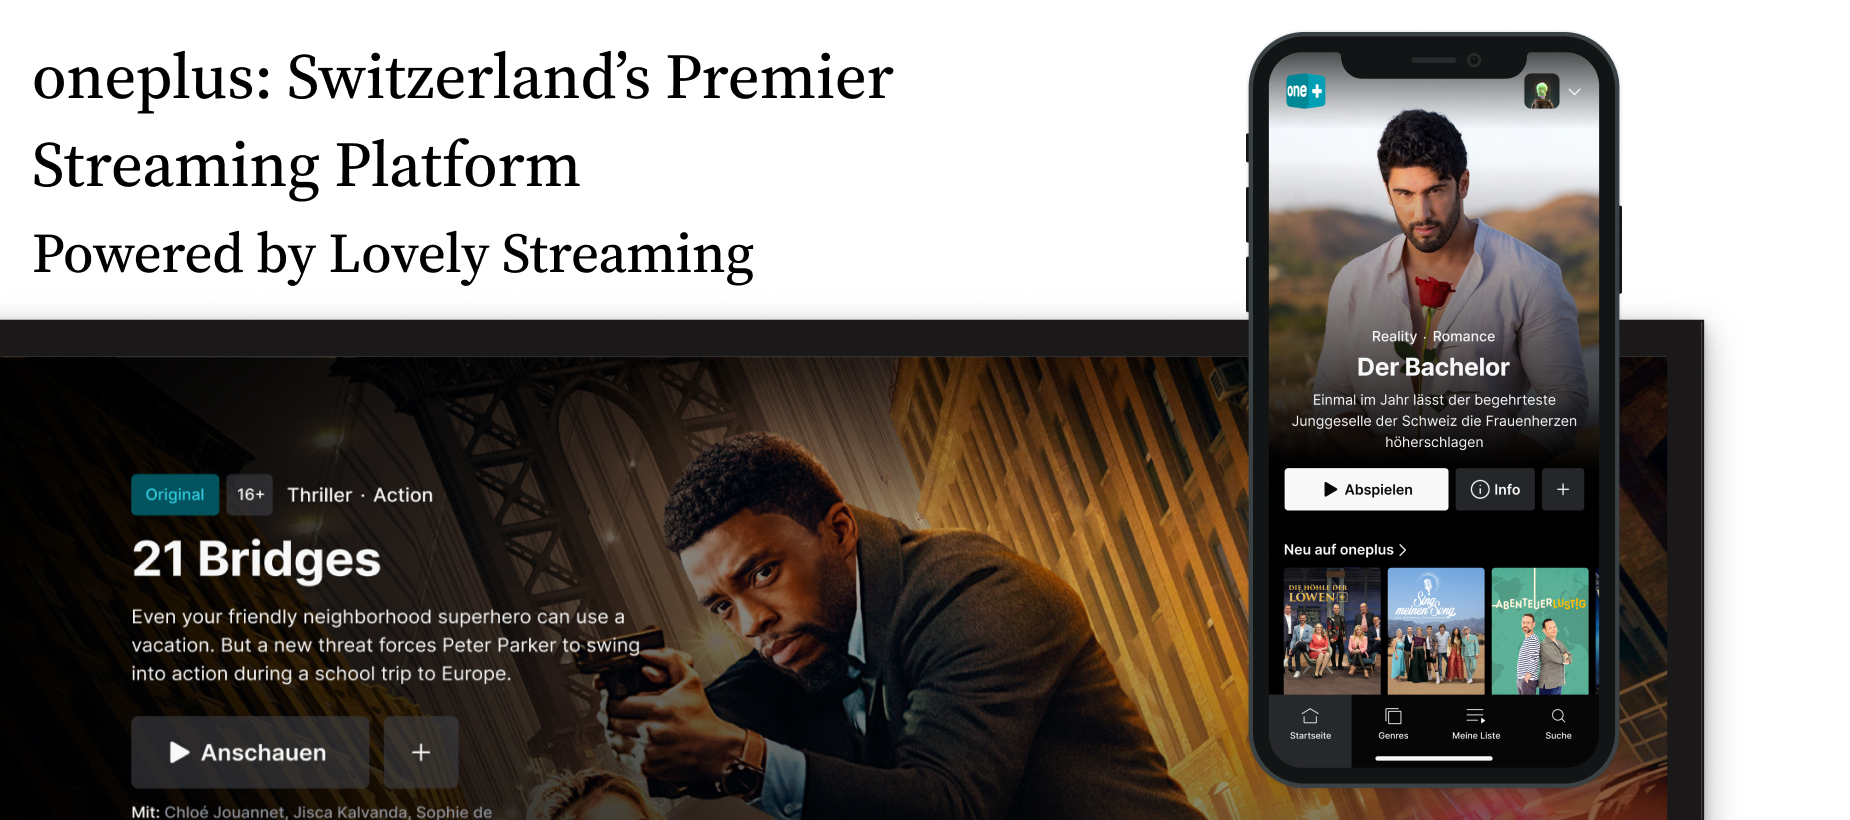 oneplus: Switzerland’s Premier
Streaming Platform
Powered by Lovely Streaming
Original
16+
Thriller · Action
21 Bridges
Even your friendly neighborhood superhero can use a
vacation. But a new threat forces Peter Parker to swing
into action during a school trip to Europe.
Anschauen
Mit: Chloé Jouannet, Jisca Kalvanda, Sophie de
one +
Reality · Romance
Der Bachelor
Einmal im Jahr lässt der begehrteste
Junggeselle der Schweiz die Frauenherzen
höherschlagen
Abspielen
Info
Neu auf oneplus
DIE HÖHLE DER
LÖWEN
Sing
meinen Song
ABENTEUERLUSTIG
Startseite
Genres
Meine Liste
Suche